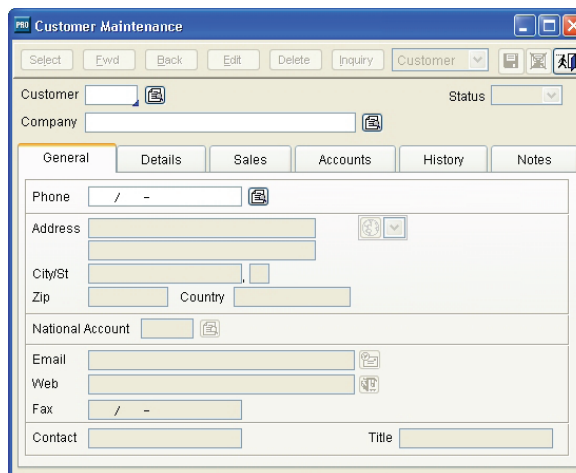 PRO Customer Maintenance
Select Fwd Back Edit Delete Inquiry Customer
Customer Status
Company
General Details Sales Accounts History Notes
Phone / -
Address
City/St ,
Zip Country
National Account
Email
Web
Fax / -
Contact Title